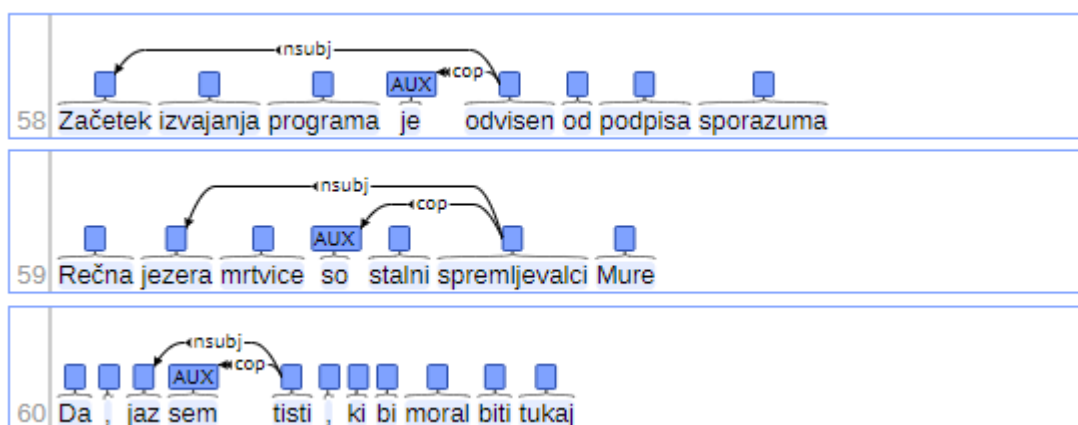 nsubj
AUX cop
58 Začetek izvajanja programa je odvisen od podpisa sporazuma
nsubj
cop
AUX
59 Rečna jezera mrtvice so stalni spremljevalci Mure
nsubj
AUX cop
60 Da , jaz sem tisti , ki bi moral biti tukaj